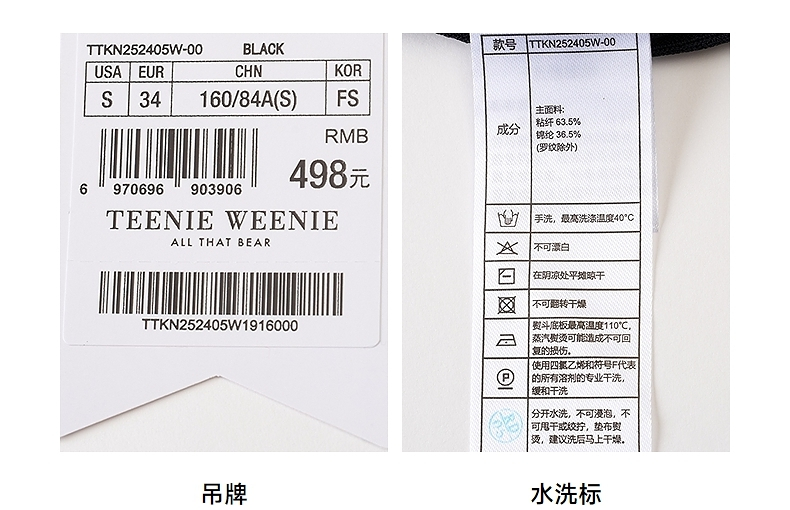 TTKN252405W-00 BLACK
USA EUR CHN KOR
S 34 160/84A(S) FS
RMB
498元
6 970696 903906
TEENIE WEENIE
ALL THAT BEAR
TTKN252405W1916000
吊牌
款号 TTKN252405W-00
成分
主面料:
粘纤 63.5%
锦纶 36.5%
(罗纹除外)
手洗，最高洗涤温度40°C
不可漂白
在阴凉处平摊晾干
不可翻转干燥
熨斗底板最高温度110℃，
蒸汽熨烫可能造成不可回
复的损伤。
P
使用四氯乙烯和符号F代表
的所有溶剂的专业干洗，
缓和干洗
分开水洗，不可浸泡，不
可甩干或绞拧，垫布熨
烫，建议洗后马上干燥。
水洗标